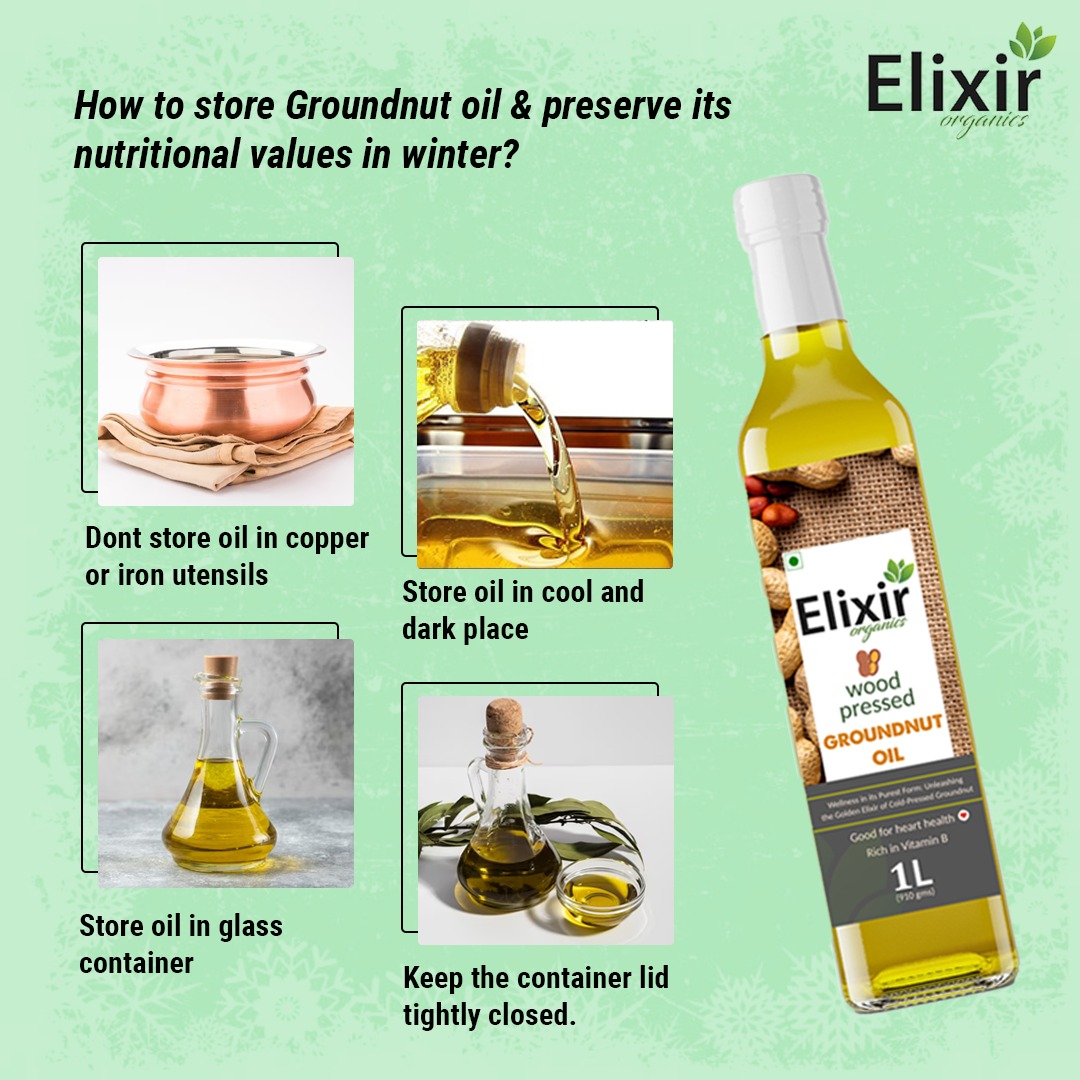 How to store Groundnut oil & preserve its
nutritional values in winter?
Elixir
organics
Dont store oil in copper
or iron utensils
Store oil in cool and
dark place
Store oil in glass
container
Keep the container lid
tightly closed.
Elixir
organics
wood
pressed
GROUNDNUT
OIL
Wellness in its Purest Form: Unleashing
the Golden Elixir of Cold-Pressed Groundnut
Good for heart health
Rich in Vitamin B
1L
(910 gms)